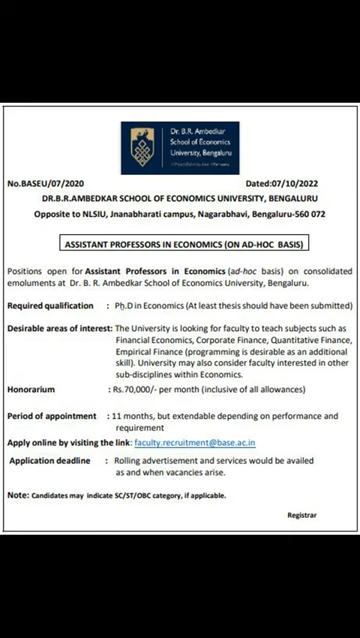 Dr. B.R. Ambedkar
School of Economics
University, Bengaluru
No.BASEU/07/2020 Dated:07/10/2022
DR.B.R.AMBEDKAR SCHOOL OF ECONOMICS UNIVERSITY, BENGALURU
Opposite to NLSIU, Jnanabharati campus, Nagarabhavi, Bengaluru-560 072
ASSISTANT PROFESSORS IN ECONOMICS (ON AD-HOC BASIS)
Positions open for Assistant Professors in Economics (ad-hoc basis) on consolidated
emoluments at Dr. B. R. Ambedkar School of Economics University, Bengaluru.
Required qualification : Ph.D in Economics (At least thesis should have been submitted)
Desirable areas of interest: The University is looking for faculty to teach subjects such as
Financial Economics, Corporate Finance, Quantitative Finance,
Empirical Finance (programming is desirable as an additional
skill). University may also consider faculty interested in other
sub-disciplines within Economics.
Honorarium : Rs.70,000/- per month (inclusive of all allowances)
Period of appointment : 11 months, but extendable depending on performance and
requirement
Apply online by visiting the link: faculty.recruitment@base.ac.in
Application deadline : Rolling advertisement and services would be availed
as and when vacancies arise.
Note: Candidates may indicate SC/ST/OBC category, if applicable.
Registrar